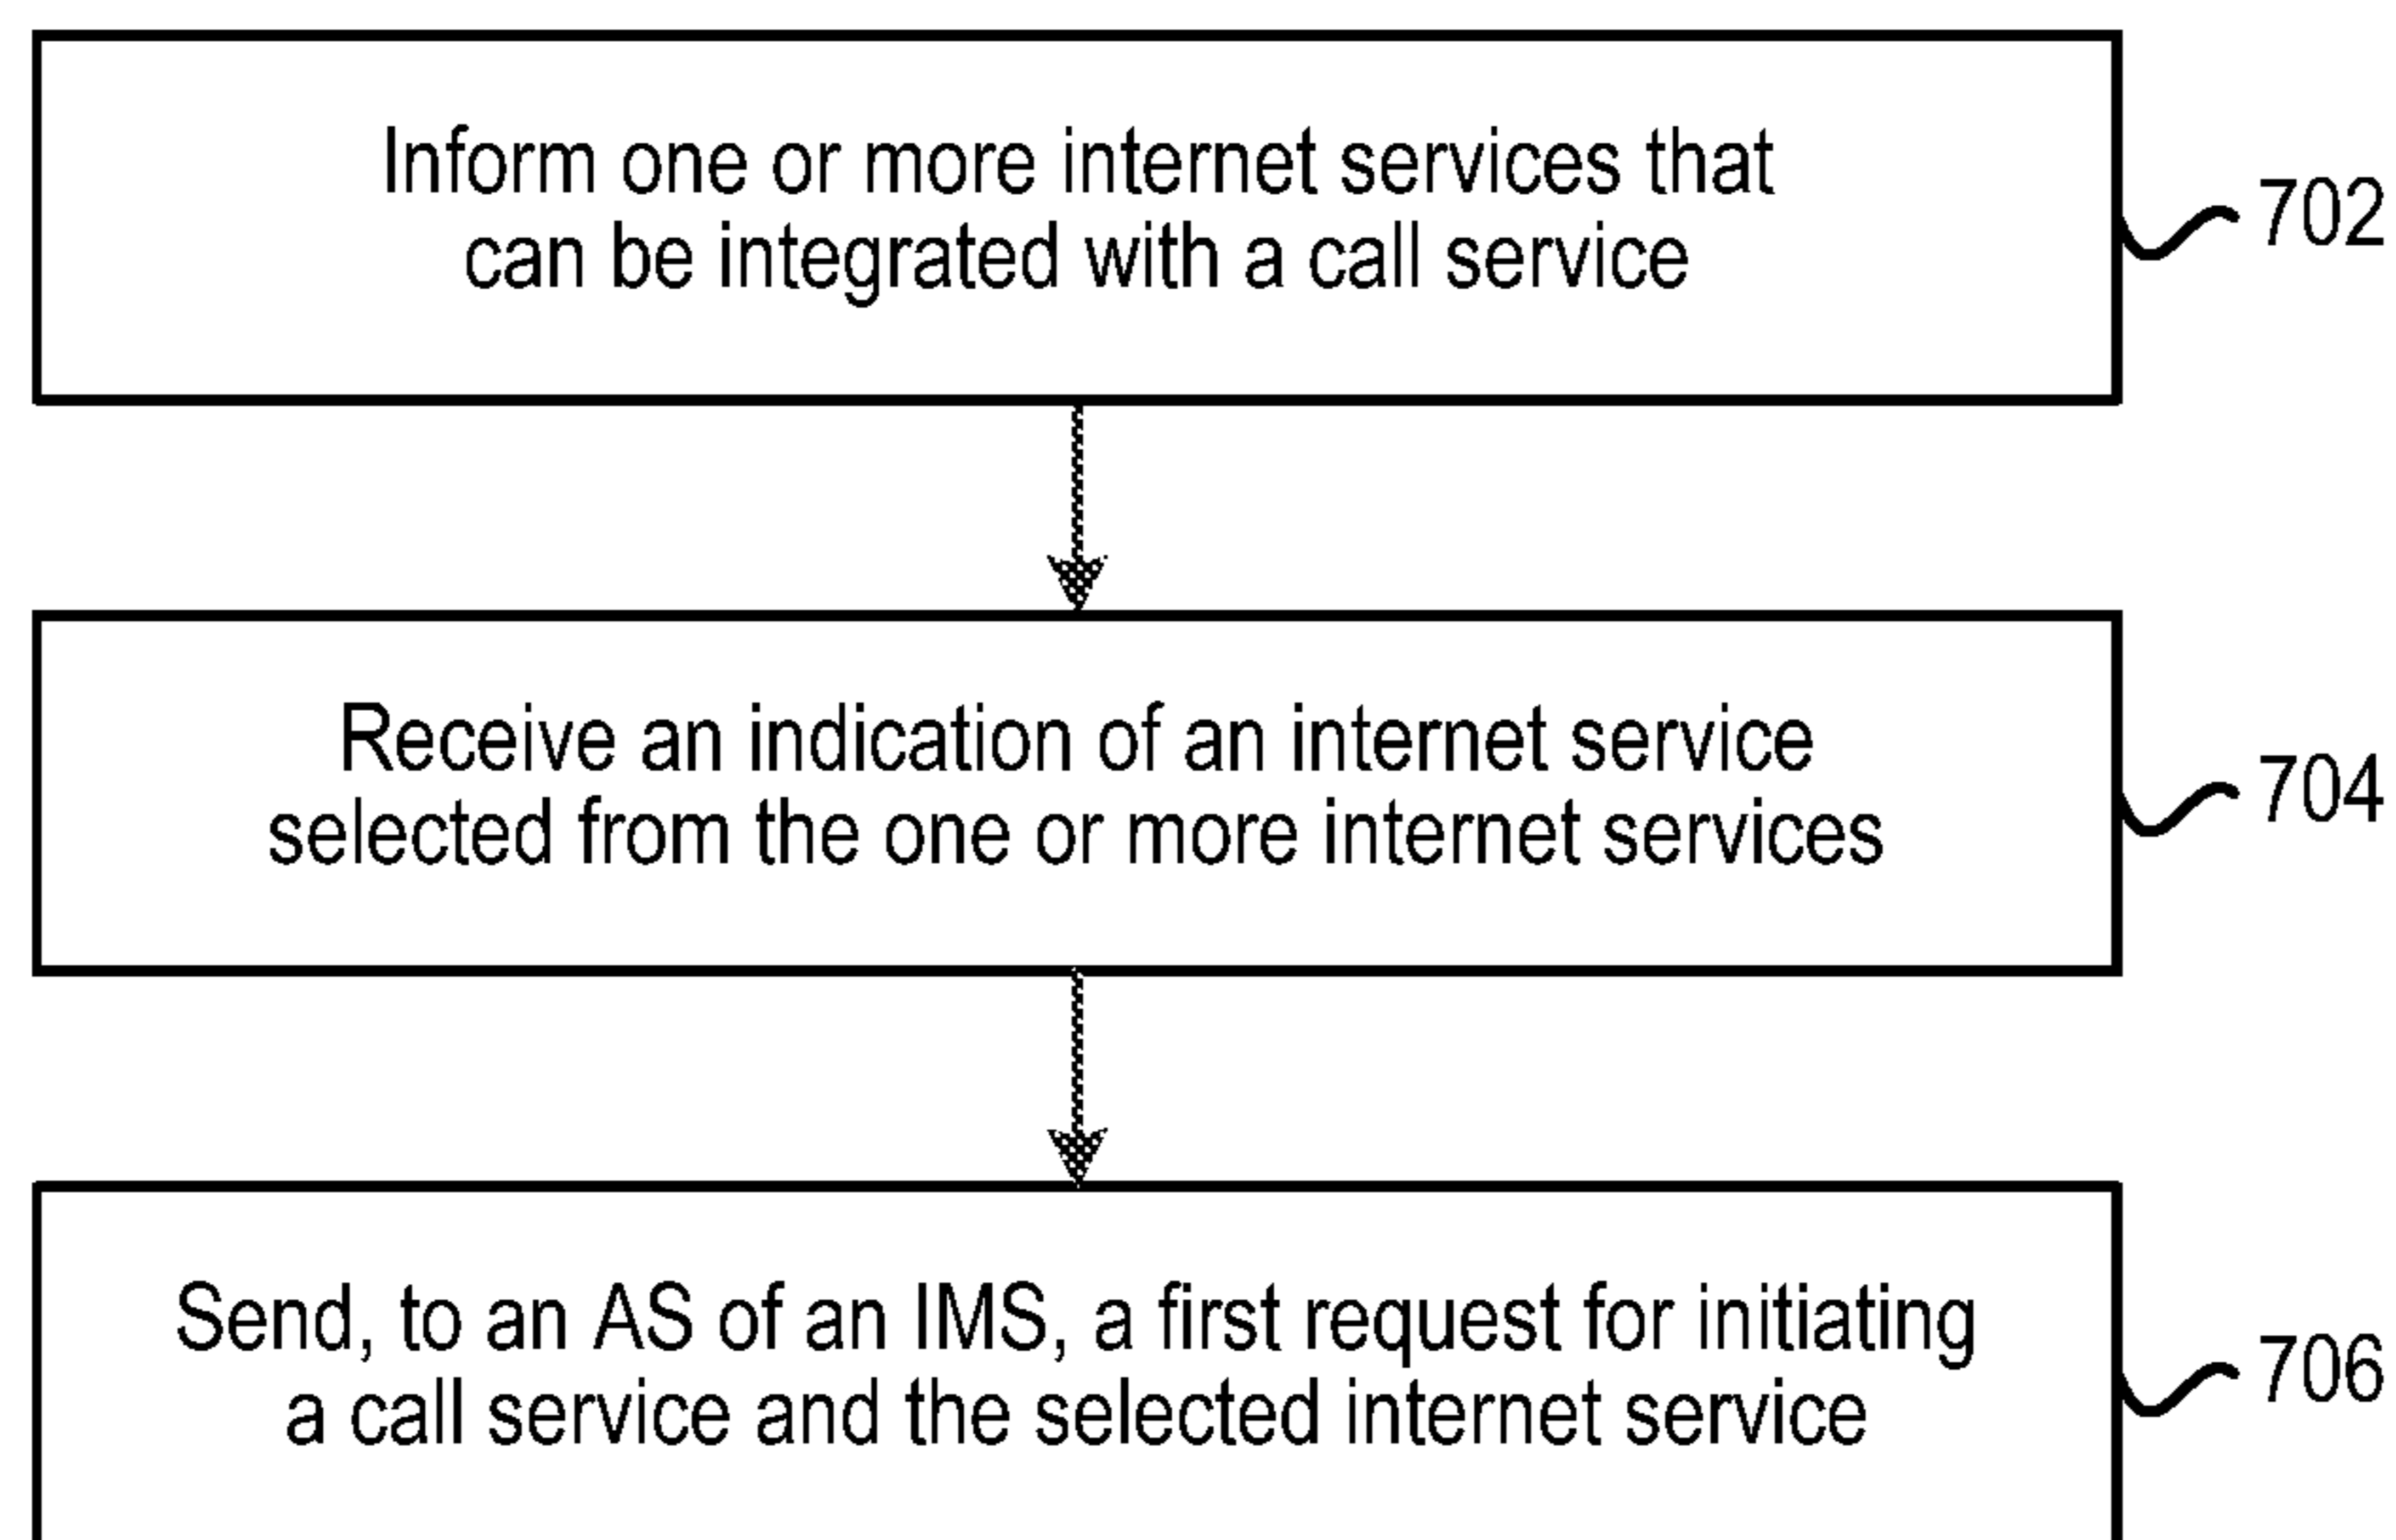 Inform one or more internet services that
can be integrated with a call service
702
Receive an indication of an internet service
selected from the one or more internet services
704
Send, to an AS of an IMS, a first request for initiating
a call service and the selected internet service
706